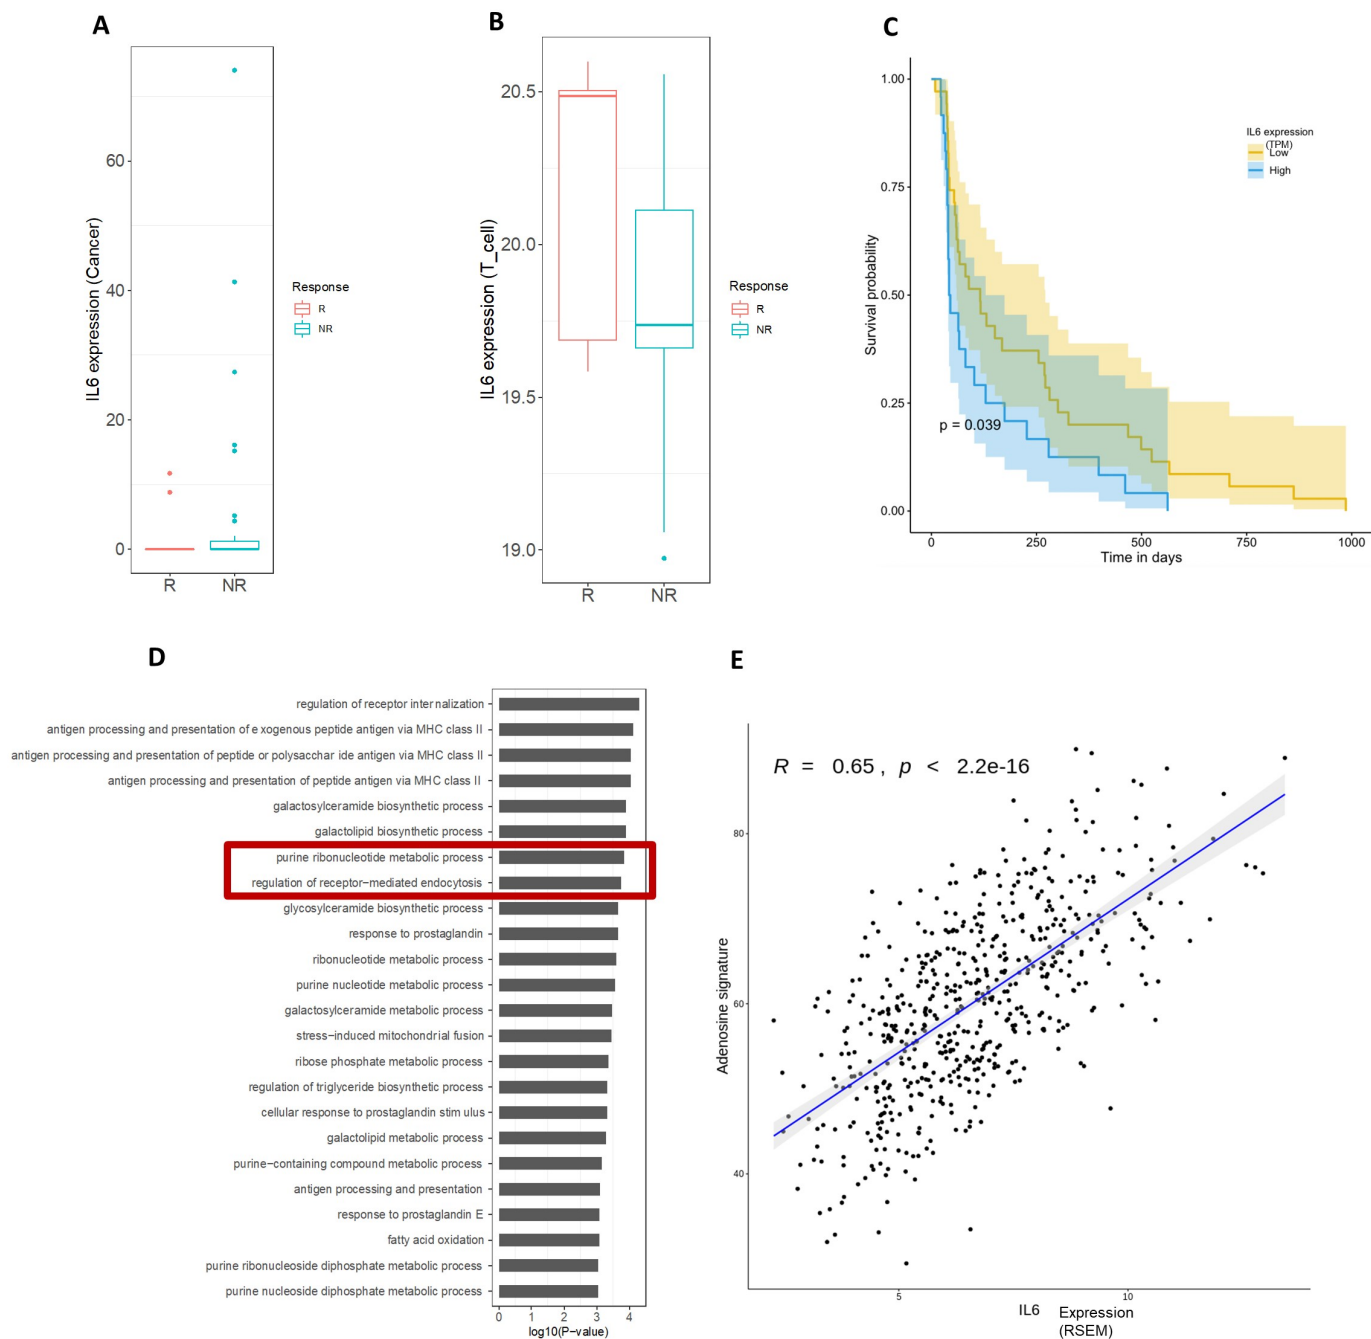 A
IL6 expression (Cancer)
60
40
20
0
R
NR
Response
R
NR
B
IL6 expression (T_cell)
20.5
20.0
19.5
19.0
R
NR
Response
R
NR
C
Survival probability
1.00
0.75
0.50
0.25
0.00
p = 0.039
IL6 expression
(TPM)
Low
High
0
250
500
750
1000
Time in days
D
regulation of receptor internalization
antigen processing and presentation of exogenous peptide antigen via MHC class II
antigen processing and presentation of peptide or polysacchar ide antigen via MHC class II
antigen processing and presentation of peptide antigen via MHC class II
galactosylceramide biosynthetic process
galactolipid biosynthetic process
purine ribonucleotide metabolic process
regulation of receptor−mediated endocytosis
glycosylceramide biosynthetic process
response to prostaglandin
ribonucleotide metabolic process
purine nucleotide metabolic process
galactosylceramide metabolic process
stress−induced mitochondrial fusion
ribose phosphate metabolic process
regulation of triglyceride biosynthetic process
cellular response to prostaglandin stim ulus
galactolipid metabolic process
purine−containing compound metabolic process
antigen processing and presentation
response to prostaglandin E
fatty acid oxidation
purine ribonucleoside diphosphate metabolic process
purine nucleoside diphosphate metabolic process
0 1 2 3 4
log10(P−value)
E
R = 0.65 , p < 2.2e-16
Adenosine signature
80
60
40
5
10
IL6 Expression
(RSEM)